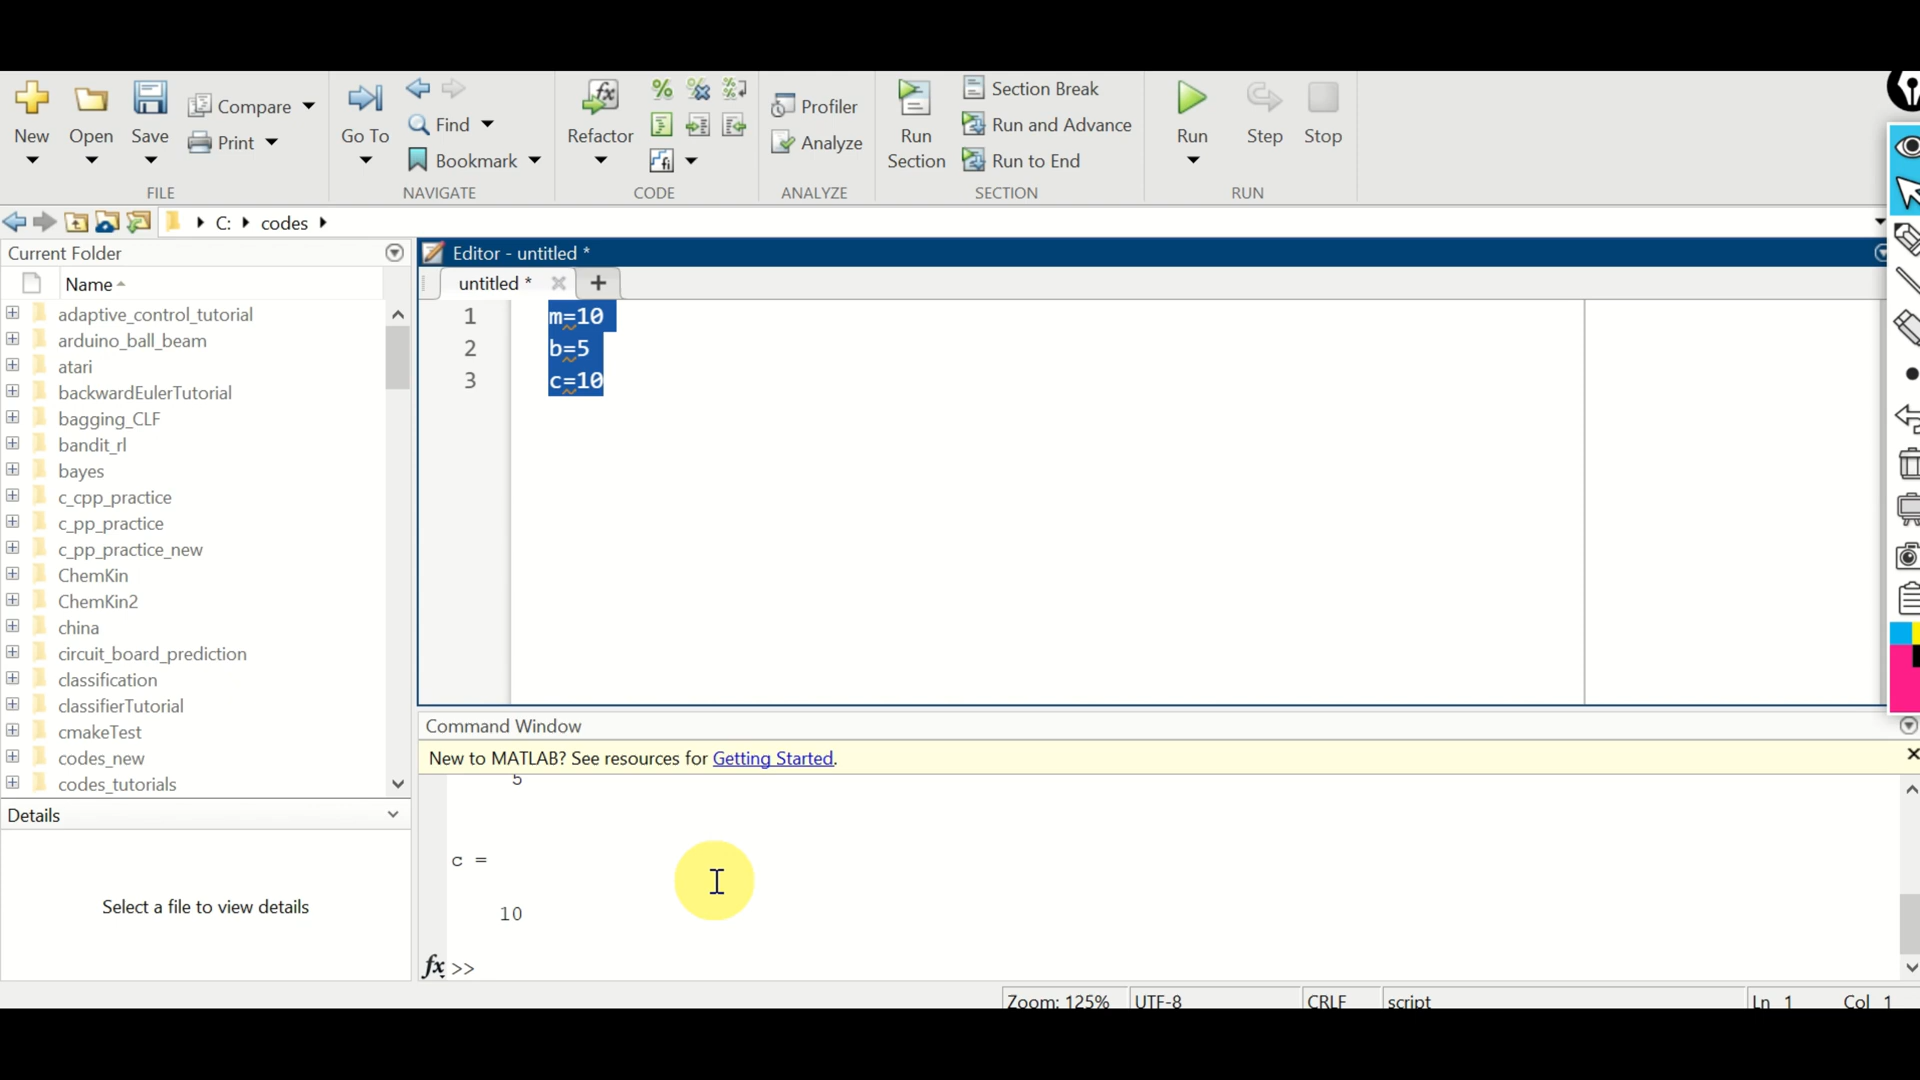 New
Open
Save
Compare
Print
FILE
Go To
Find
Bookmark
NAVIGATE
Refactor
CODE
Profiler
Analyze
ANALYZE
Run
Section
Section Break
Run and Advance
Run to End
SECTION
Run
Step
Stop
RUN
C:
codes
Current Folder
Name
adaptive_control_tutorial
arduino_ball_beam
atari
backwardEulerTutorial
bagging_CLF
bandit_rl
bayes
c_cpp_practice
c_pp_practice
c_pp_practice_new
ChemKin
ChemKin2
china
circuit_board_prediction
classification
classifierTutorial
cmakeTest
codes_new
codes_tutorials
Details
Select a file to view details
Editor - untitled *
untitled *
1 m=10
2 b=5
3 c=10
Command Window
New to MATLAB? See resources for Getting Started.
5
c =
10
fx >>
Zoom: 125% UTF-8 CRLF script Ln 1 Col 1